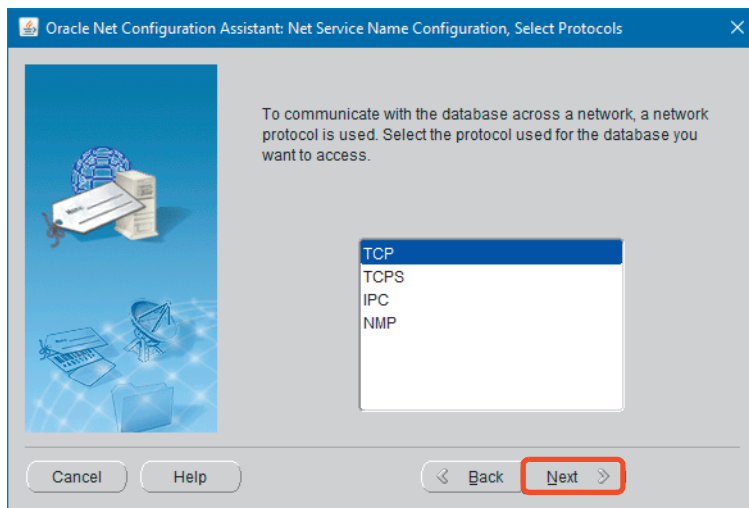 Oracle Net Configuration Assistant: Net Service Name Configuration, Select Protocols
To communicate with the database across a network, a network
protocol is used. Select the protocol used for the database you
want to access.
TCP
TCPS
IPC
NMP
Cancel
Help
Back
Next